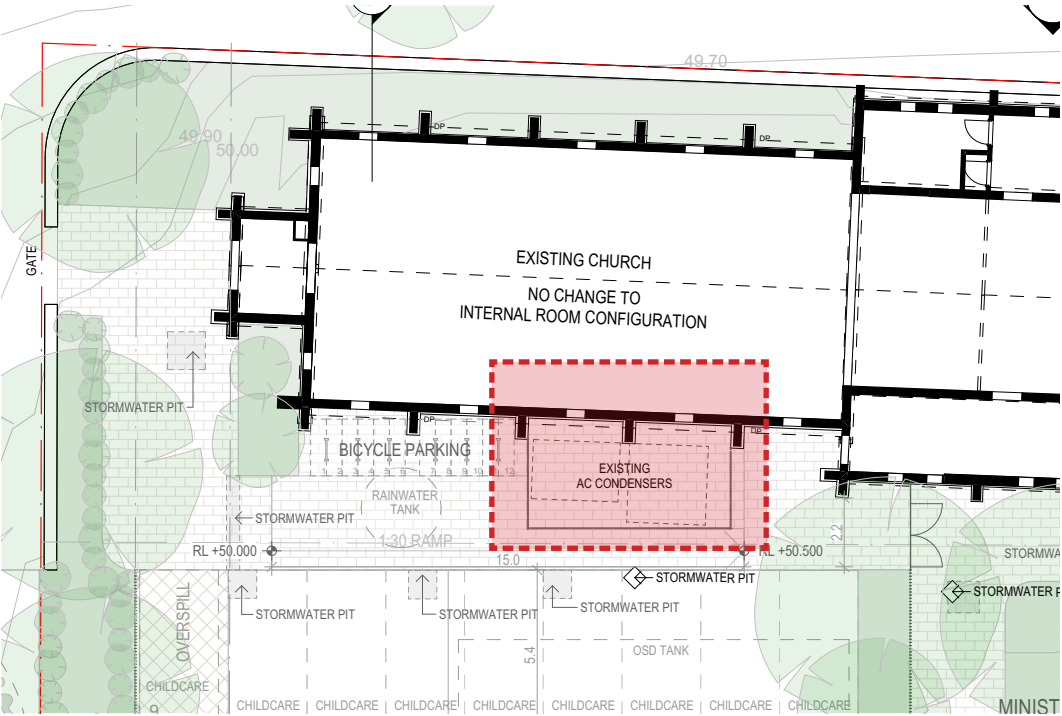 49.70
DP
DP
49.90
50.00
GATE
EXISTING CHURCH
NO CHANGE TO
INTERNAL ROOM CONFIGURATION
STORMWATER PIT
DP
DP
BICYCLE PARKING
1 2 3 4 5 6 7 8 9 10 11 12
EXISTING
AC CONDENSERS
RAINWATER
TANK
STORMWATER PIT
1:30 RAMP
2.2
RL +50.000
RL +50.500
STORMWA
15.0
STORMWATER PIT
STORMWATER P
STORMWATER PIT
STORMWATER PIT
STORMWATER PIT
OVERSPILL
5.4
OSD TANK
CHILDCARE
9
CHILDCARE
CHILDCARE
CHILDCARE
CHILDCARE
CHILDCARE
CHILDCARE
CHILDCARE
CHILDCARE
MINIST